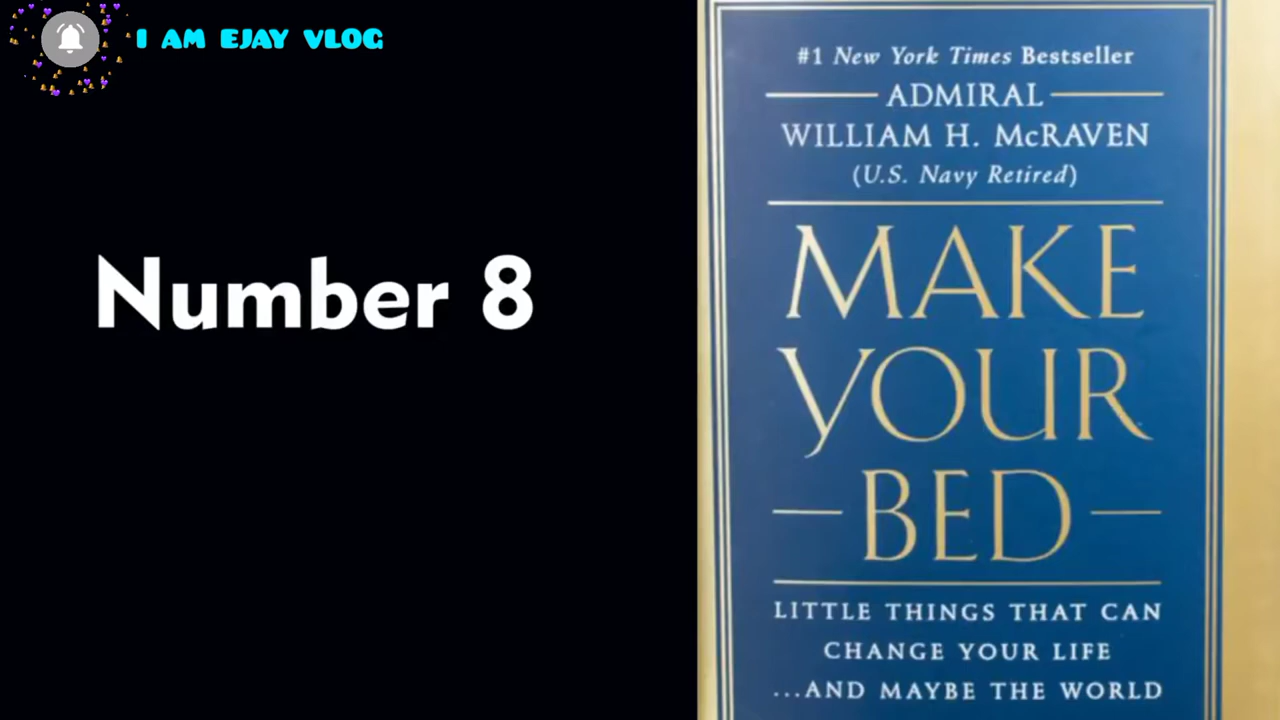 I AM EJAY VLOG
Number 8
#1 New York Times Bestseller
ADMIRAL
WILLIAM H. McRAVEN
(U.S. Navy Retired)
MAKE
YOUR
BED
LITTLE THINGS THAT CAN
CHANGE YOUR LIFE
...AND MAYBE THE WORLD